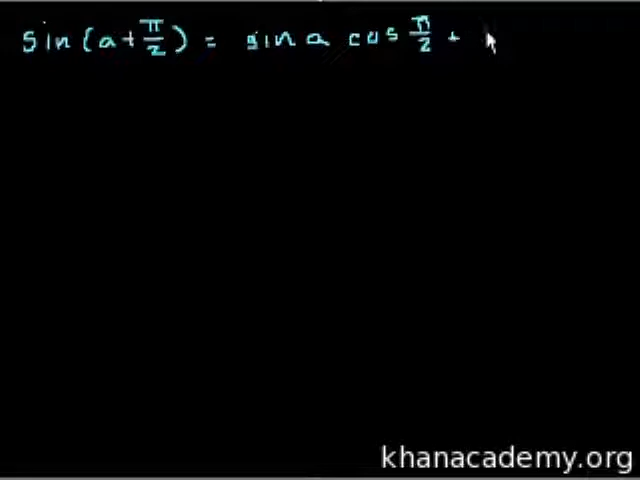 sin(a+π/2) = sin a cos π/2 +
khanacademy.org